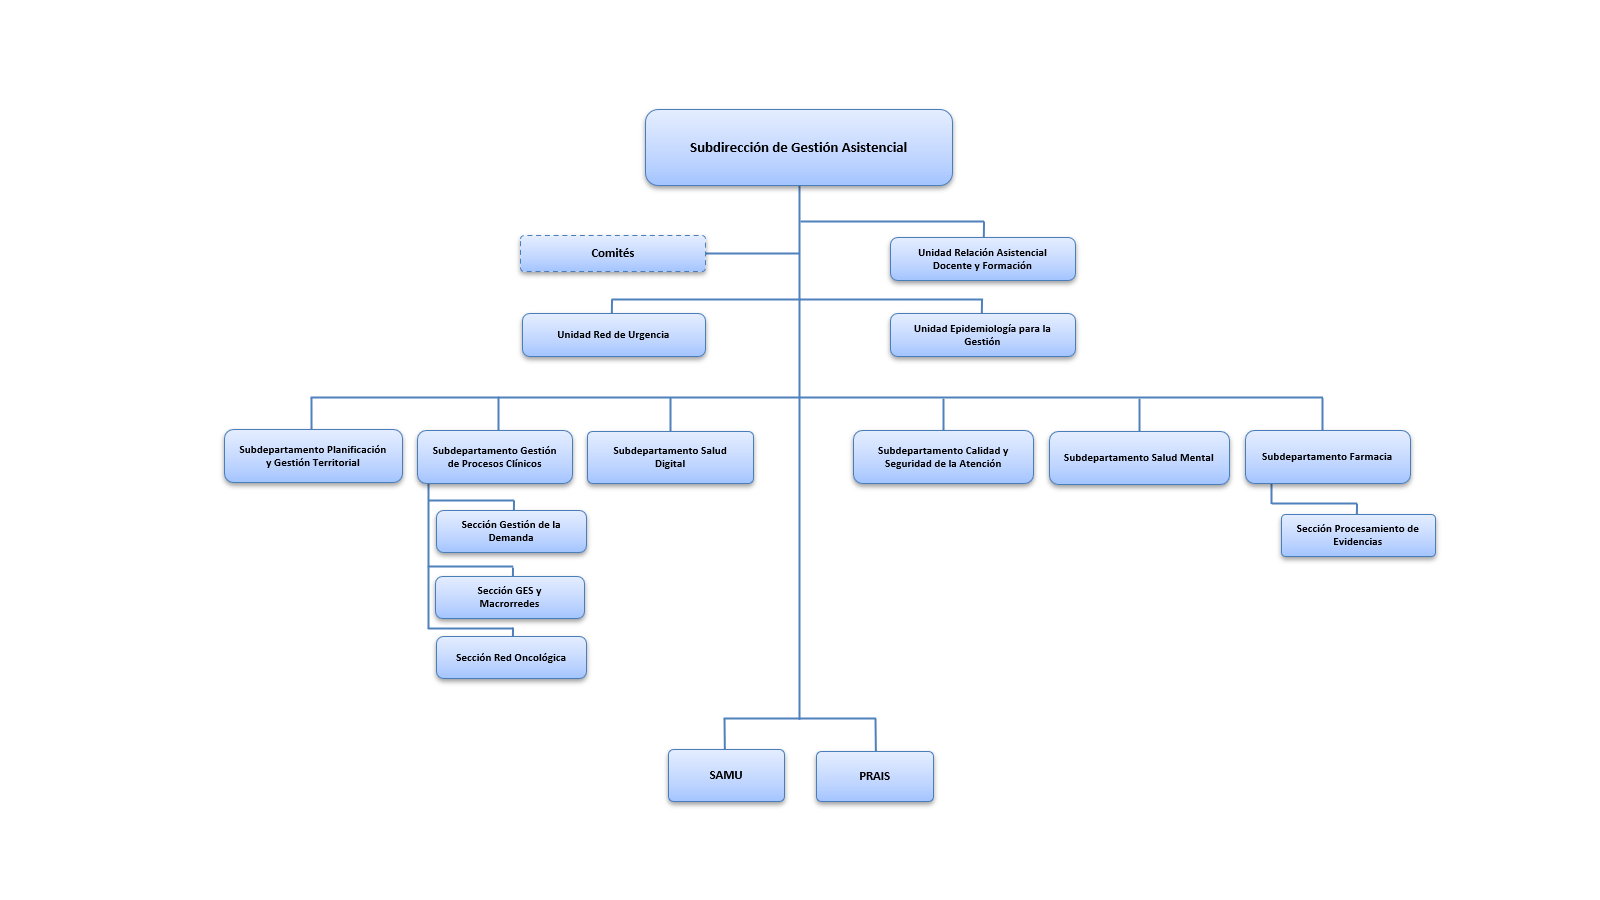 Subdirección de Gestión Asistencial
Comités
Unidad Relación Asistencial
Docente y Formación
Unidad Red de Urgencia
Unidad Epidemiología para la
Gestión
Subdepartamento Planificación
y Gestión Territorial
Subdepartamento Gestión
de Procesos Clínicos
Subdepartamento Salud
Digital
Subdepartamento Calidad y
Seguridad de la Atención
Subdepartamento Salud Mental
Subdepartamento Farmacia
Sección Gestión de la
Demanda
Sección Procesamiento de
Evidencias
Sección GES y
Macrorredes
Sección Red Oncológica
SAMU
PRAIS